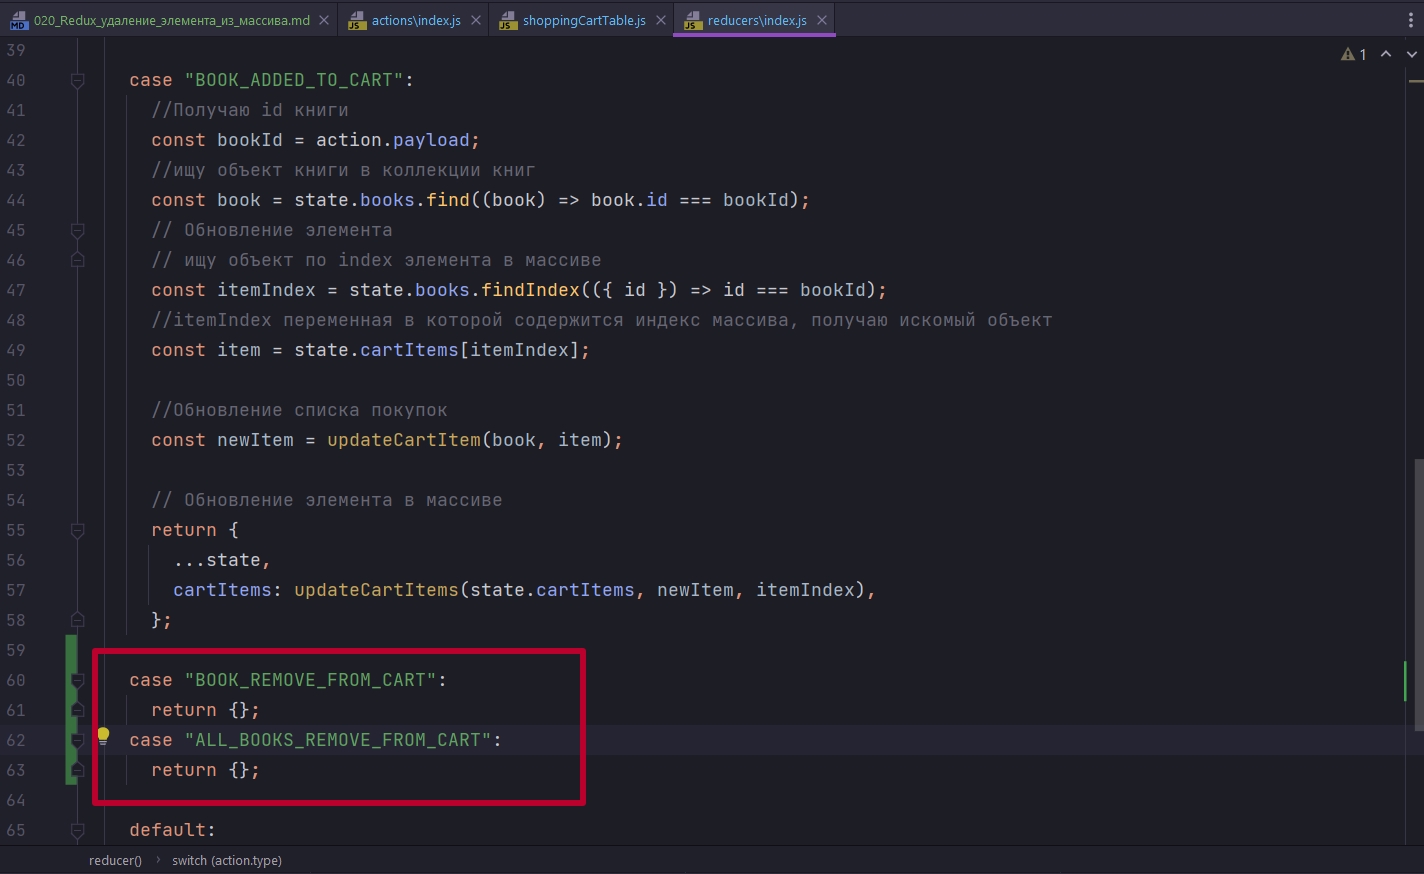 020_Redux_удаление_элемента_из_массива.md actions\index.js shoppingCartTable.js reducers\index.js
39
1
40 case "BOOK_ADDED_TO_CART":
41 //Получаю id книги
42 const bookId = action.payload;
43 //ищу объект книги в коллекции книг
44 const book = state.books.find((book) => book.id === bookId);
45 // Обновление элемента
46 // ищу объект по index элемента в массиве
47 const itemIndex = state.books.findIndex(({ id }) => id === bookId);
48 //itemIndex переменная в которой содержится индекс массива, получаю искомый объект
49 const item = state.cartItems[itemIndex];
50
51 //Обновление списка покупок
52 const newItem = updateCartItem(book, item);
53
54 // Обновление элемента в массиве
55 return {
56 ...state,
57 cartItems: updateCartItems(state.cartItems, newItem, itemIndex),
58 };
59
60 case "BOOK_REMOVE_FROM_CART":
61 return {};
62 case "ALL_BOOKS_REMOVE_FROM_CART":
63 return {};
64
65 default:
reducer() › switch (action.type)